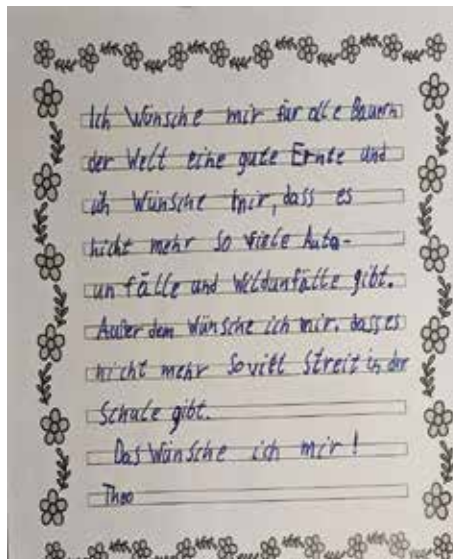 Ich Wünsche mir für alle Bauern
der Welt eine gute Ernte und
ich Wünsche mir, dass es
nicht mehr so viele Auto-
unfälle und Wildunfälle gibt.
Außerdem Wünsche ich mir. dass es
nicht mehr soviel Streit in der
Schule gibt.
Das Wünsche ich mir!
Theo